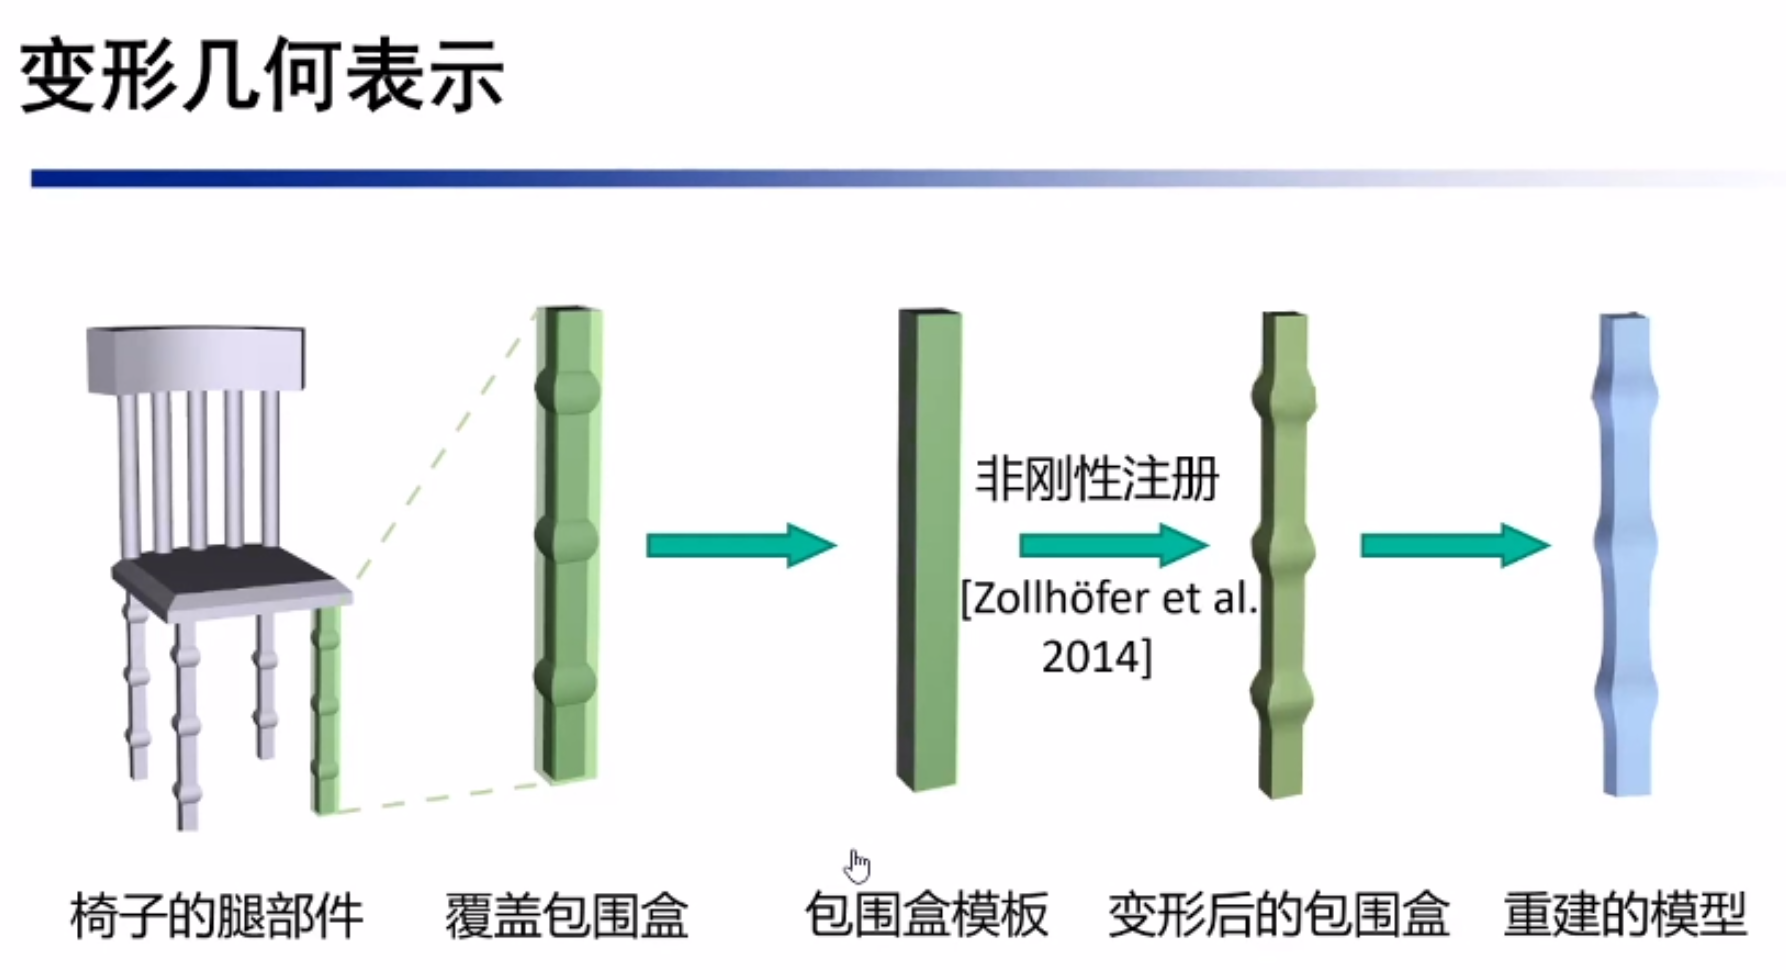 变形几何表示
非刚性注册
[Zollhöfer et al.
2014]
椅子的腿部件
覆盖包围盒
包围盒模板
变形后的包围盒
重建的模型